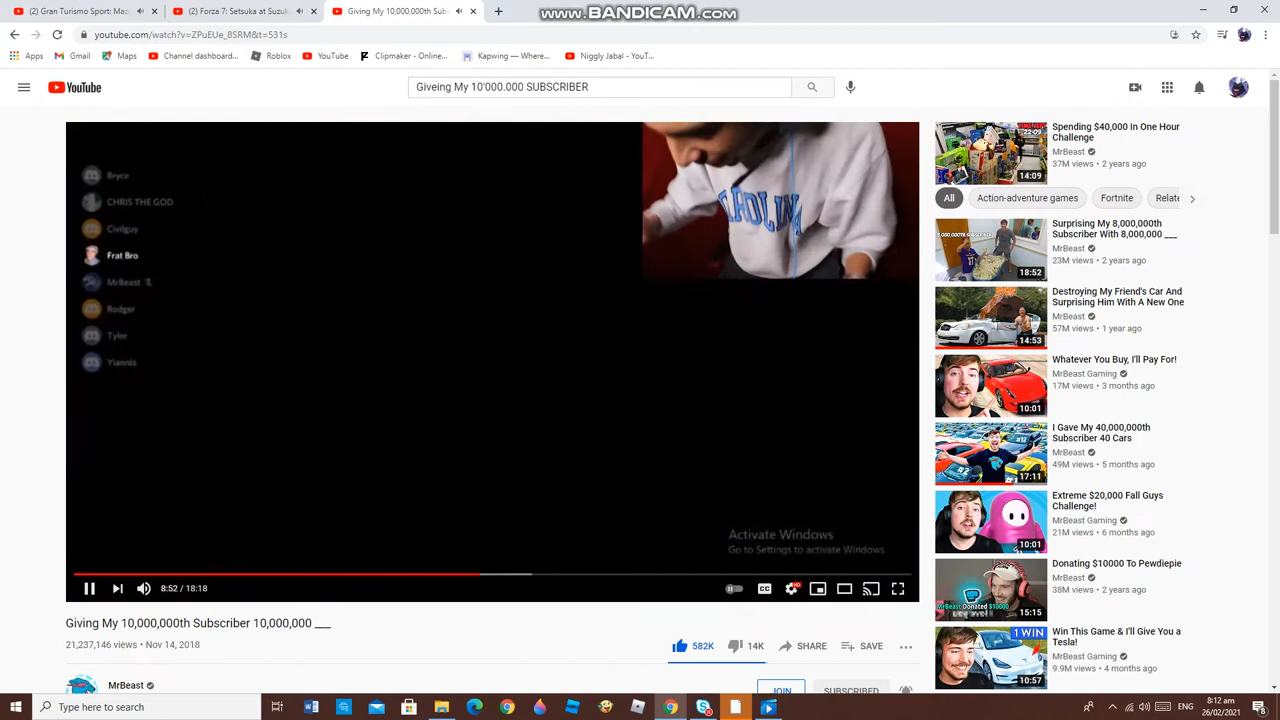 www.BANDICAM.com
(2) Gran Turismo Sport: Maz
(2) Forza 7: Setsuka at Suzuk
Giving My 10,000,000th Sub
youtube.com/watch?v=ZPuEUe_8SRM&t=531s
Apps
Gmail
Maps
Channel dashboard...
Roblox
YouTube
Clipmaker - Online...
Kapwing — Where...
Niggly Jabal - YouT...
YouTube
Giveing My 10'000.000 SUBSCRIBER
Bryce
CHRIS THE GOD
Civilguy
Frat Bro
MrBeast
Rodger
Tyler
Yiannis
CAROLINA
Activate Windows
Go to Settings to activate Windows
8:52 / 18:18
CC
HD
Giving My 10,000,000th Subscriber 10,000,000 ___
21,237,146 views • Nov 14, 2018
582K
14K
SHARE
SAVE
MrBeast
JOIN
SUBSCRIBED
22:09
14:09
Spending $40,000 In One Hour
Challenge
MrBeast
37M views • 2 years ago
All
Action-adventure games
Fortnite
Relate
18:52
Surprising My 8,000,000th
Subscriber With 8,000,000 ___
MrBeast
23M views • 2 years ago
14:53
Destroying My Friend's Car And
Surprising Him With A New One
MrBeast
57M views • 1 year ago
10:01
Whatever You Buy, I'll Pay For!
MrBeast Gaming
17M views • 3 months ago
17:11
I Gave My 40,000,000th
Subscriber 40 Cars
MrBeast
49M views • 5 months ago
10:01
Extreme $20,000 Fall Guys
Challenge!
MrBeast Gaming
21M views • 6 months ago
MrBeast Donated $10000
15:15
Donating $10000 To Pewdiepie
MrBeast
38M views • 2 years ago
1 WIN
10:57
Win This Game & I'll Give You a
Tesla!
MrBeast Gaming
9.9M views • 4 months ago
Type here to search
ENG
8:12 am
26/02/2021